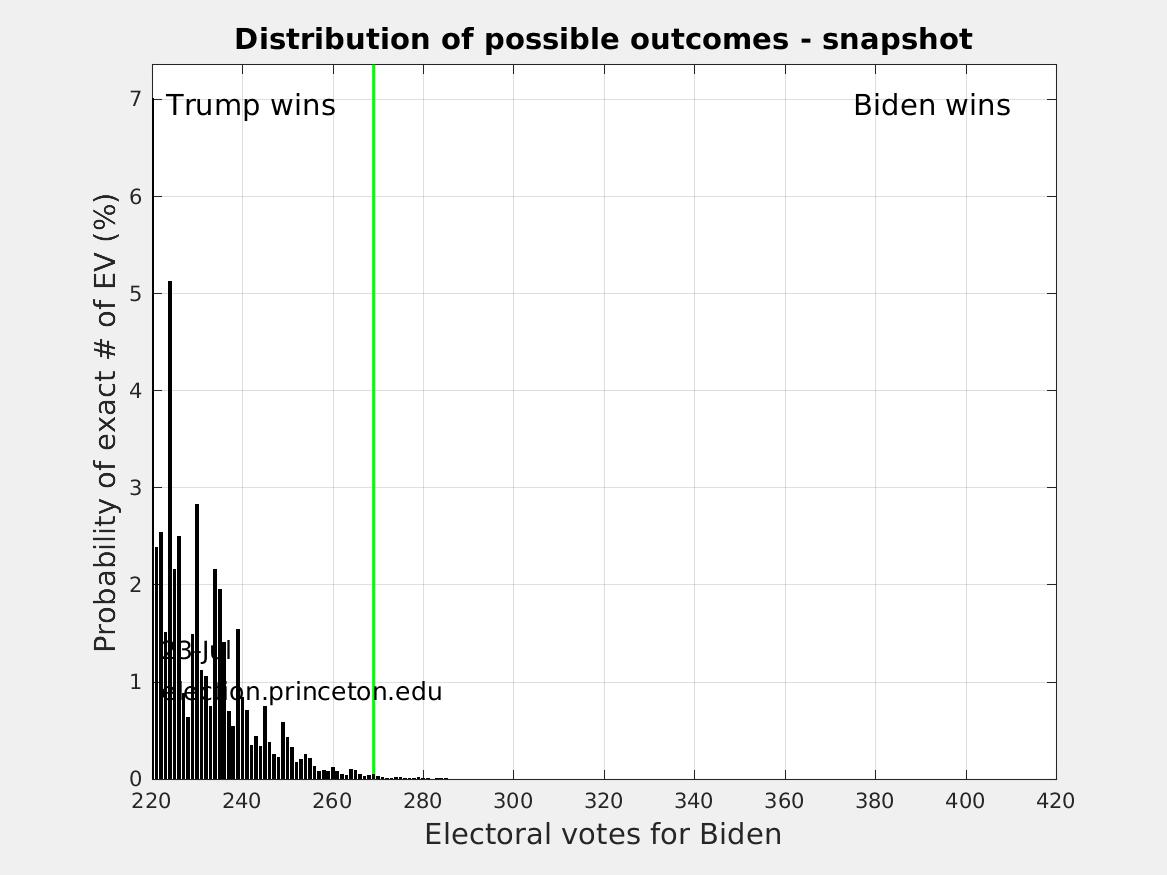 Distribution of possible outcomes - snapshot
Trump wins
Biden wins
7
6
5
4
3
2
1
0
Probability of exact # of EV (%)
23-Jul
election.princeton.edu
220 240 260 280 300 320 340 360 380 400 420
Electoral votes for Biden